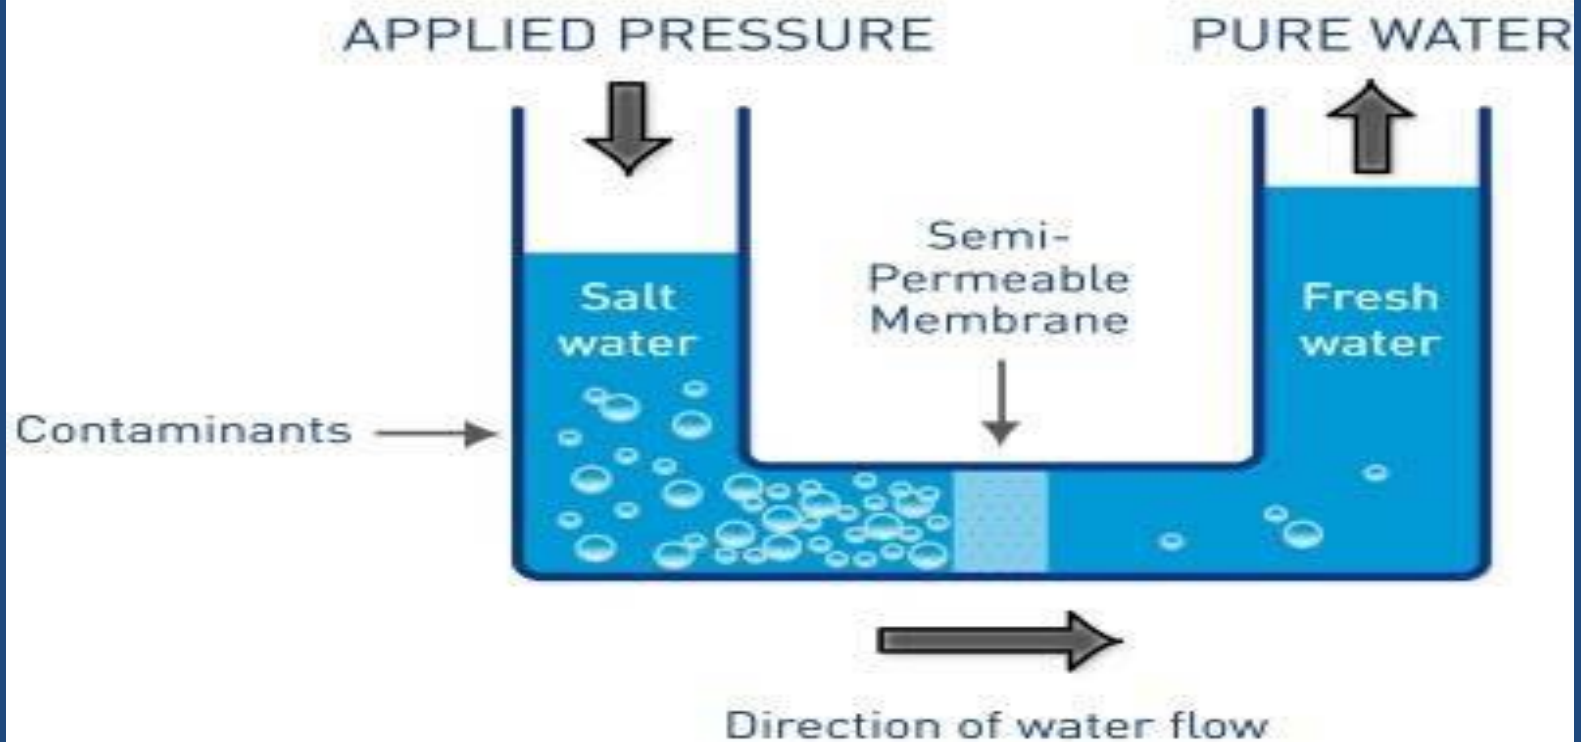 APPLIED PRESSURE
PURE WATER
Semi-
Permeable
Membrane
Salt
water
Fresh
water
Contaminants
Direction of water flow